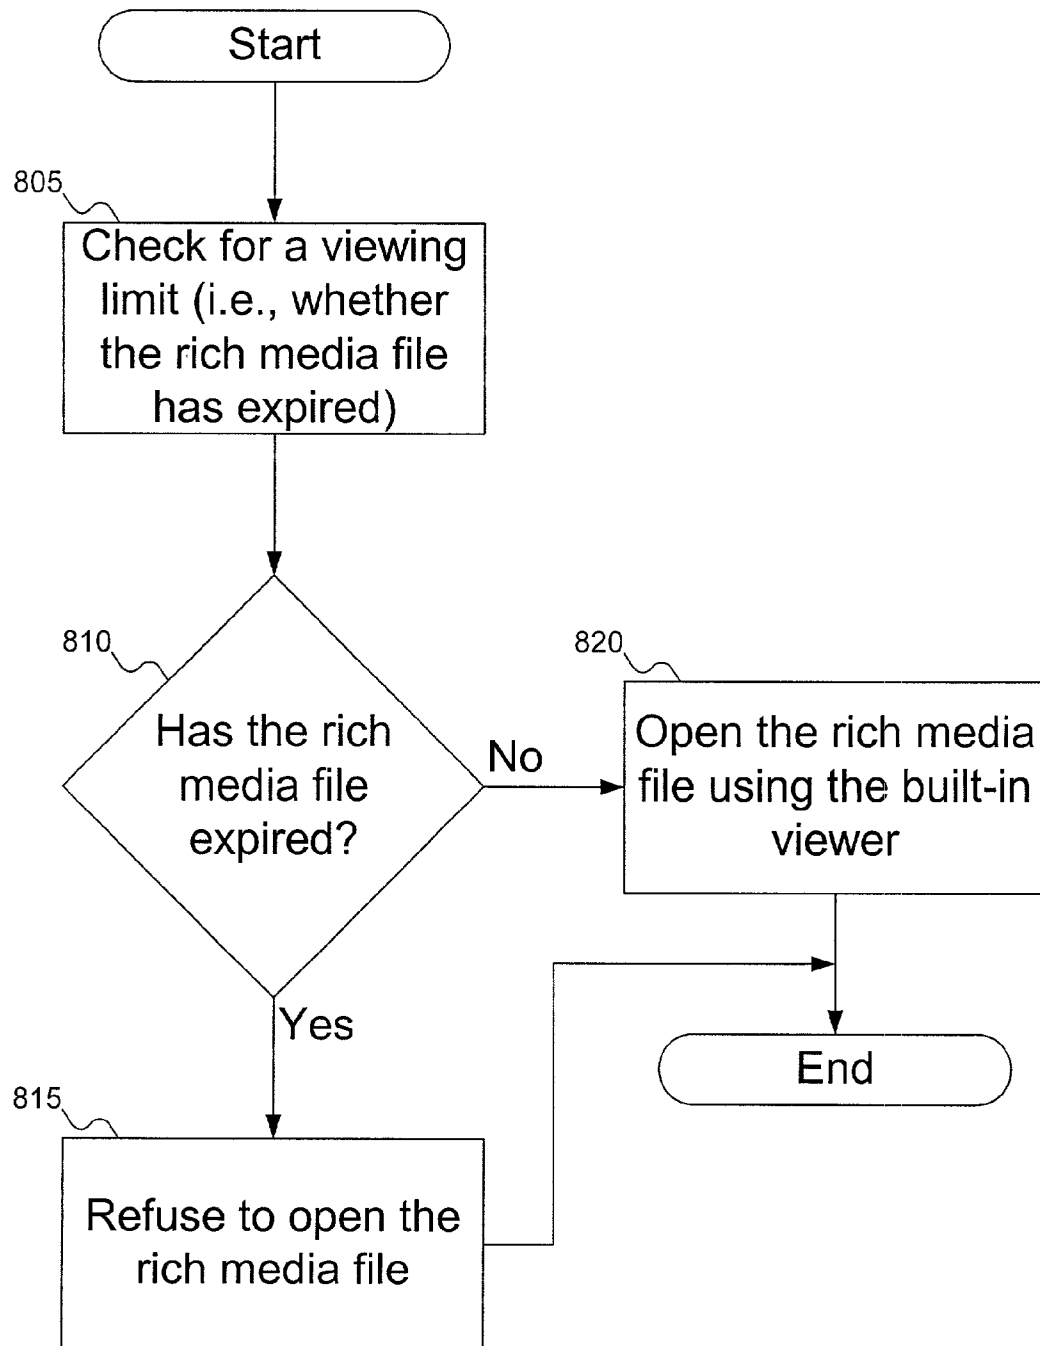 Start
805
Check for a viewing
limit (i.e., whether
the rich media file
has expired)
810
Has the rich
media file
expired?
No
820
Open the rich media
file using the built-in
viewer
Yes
End
815
Refuse to open the
rich media file